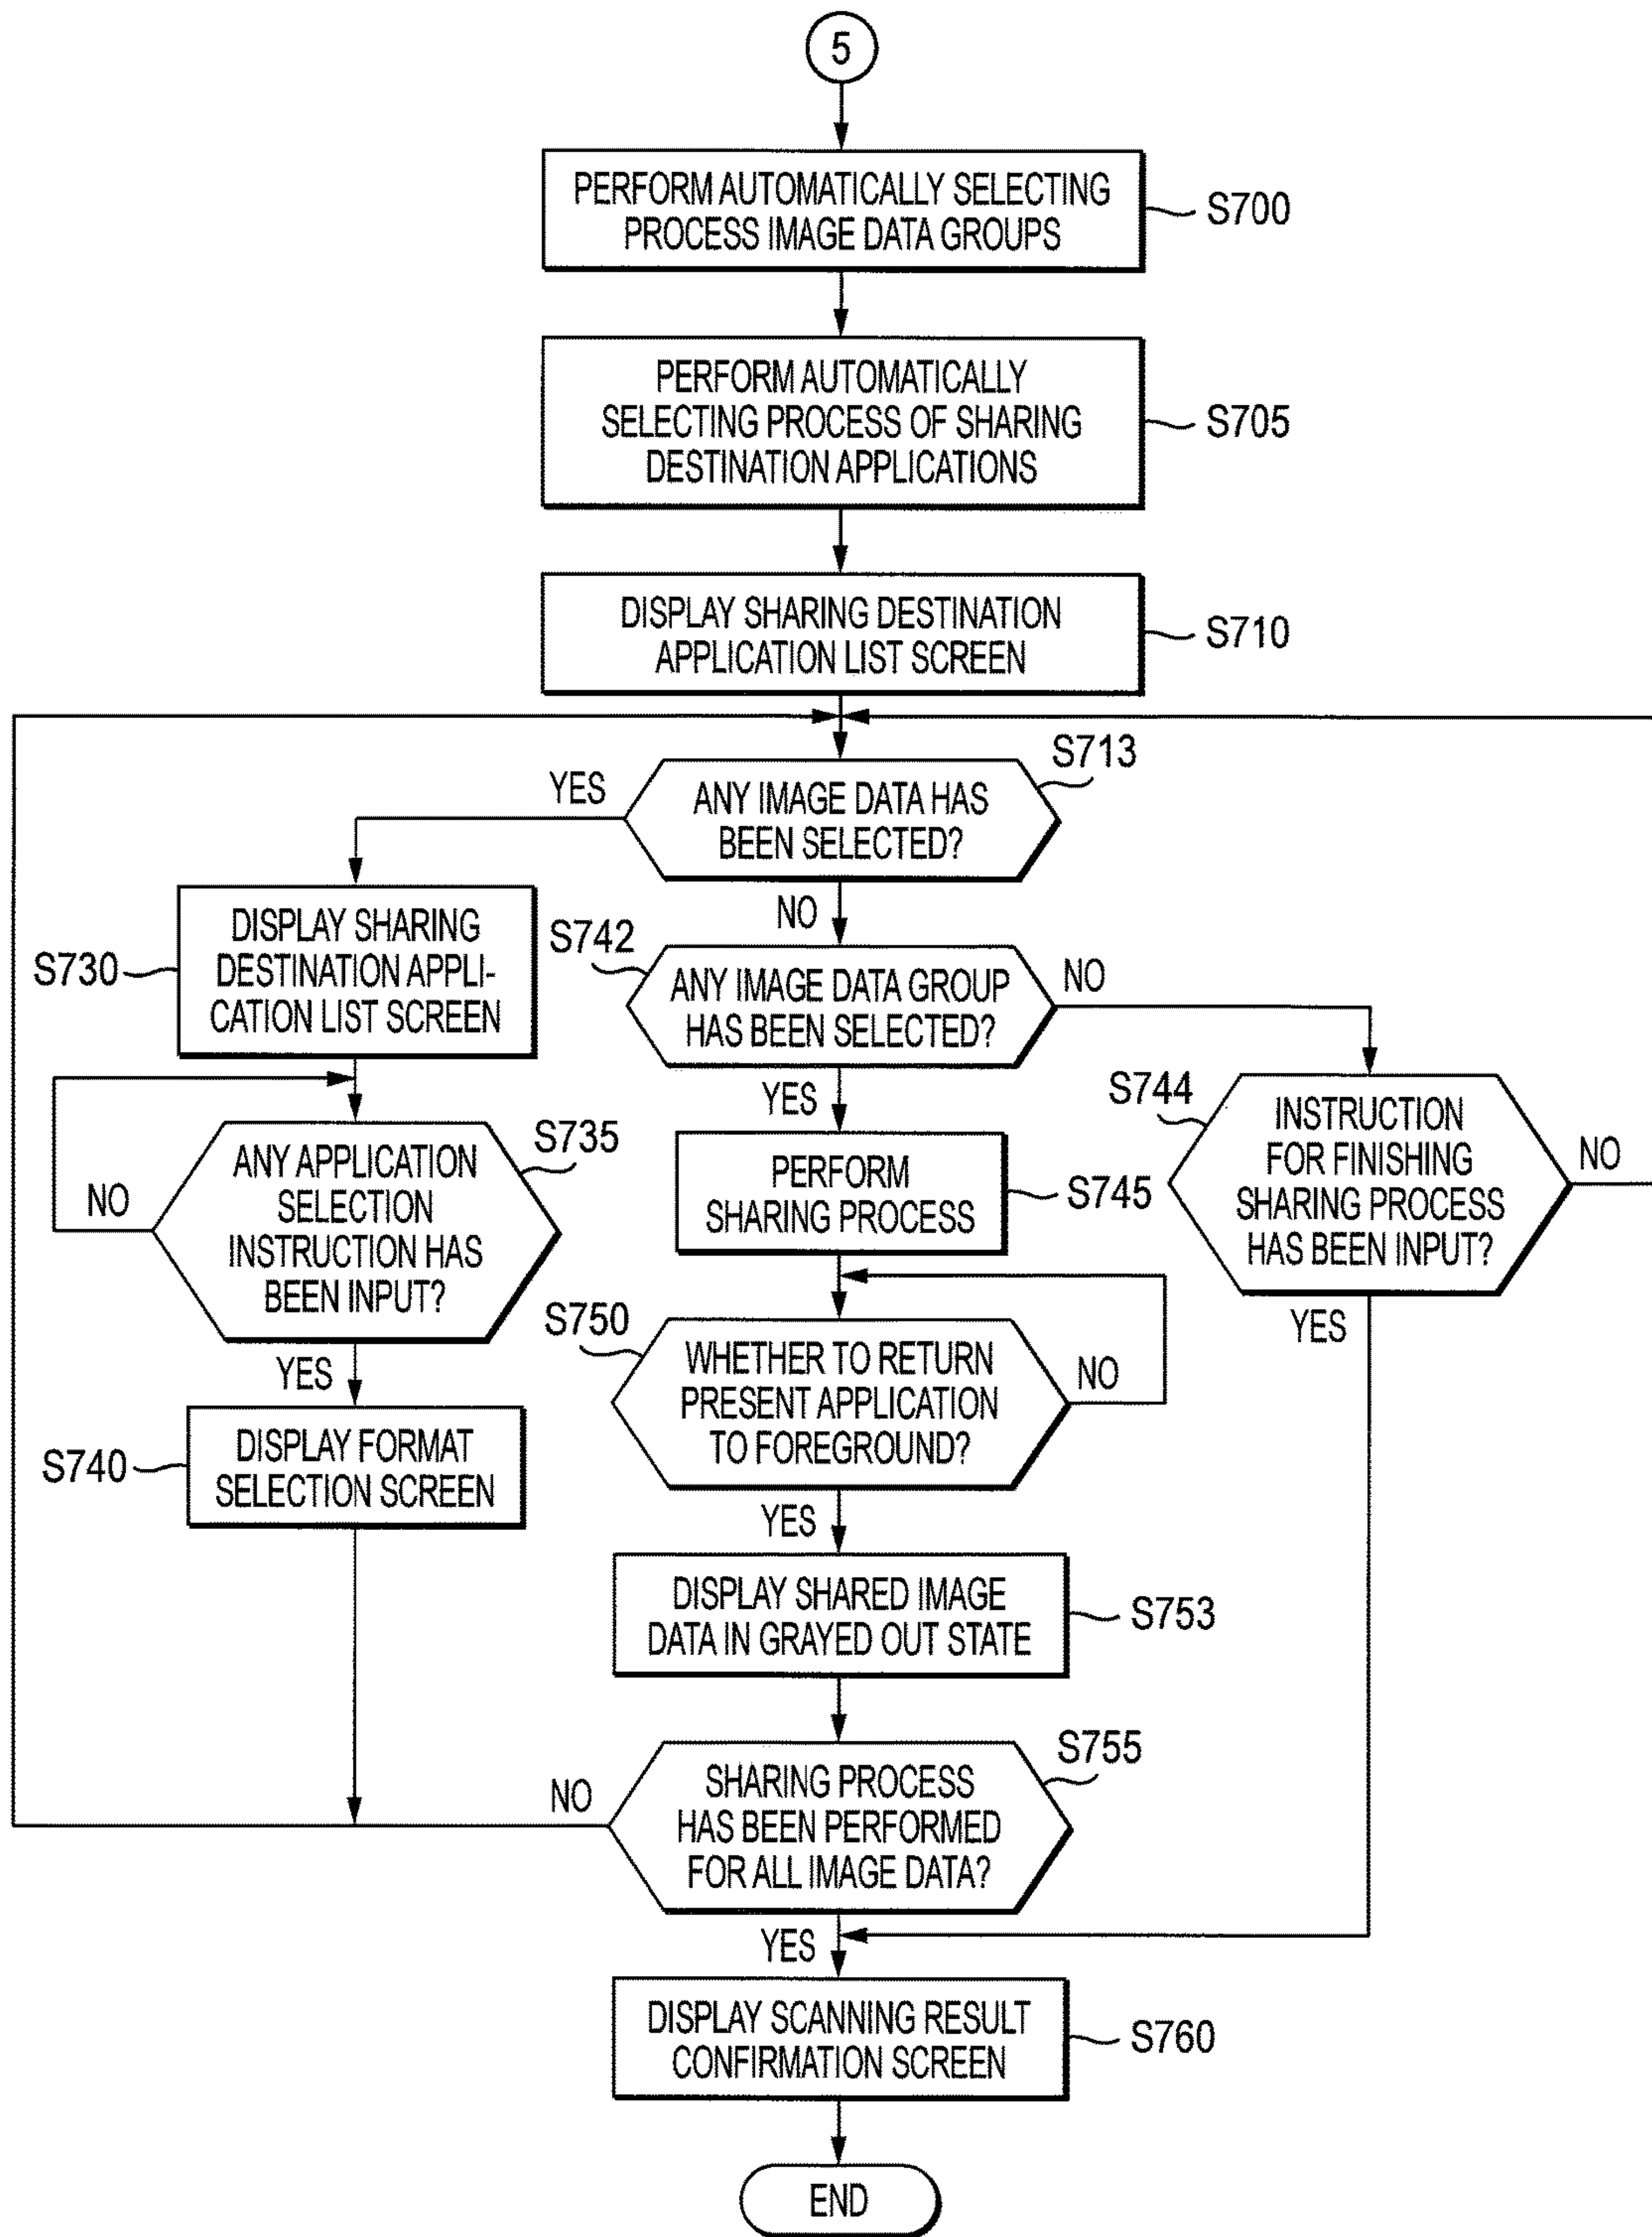 5
PERFORM AUTOMATICALLY SELECTING
PROCESS IMAGE DATA GROUPS
S700
PERFORM AUTOMATICALLY
SELECTING PROCESS OF SHARING
DESTINATION APPLICATIONS
S705
DISPLAY SHARING DESTINATION
APPLICATION LIST SCREEN
S710
S713
YES
ANY IMAGE DATA HAS
BEEN SELECTED?
NO
S730
DISPLAY SHARING
DESTINATION APPLI-
CATION LIST SCREEN
S742
ANY IMAGE DATA GROUP
HAS BEEN SELECTED?
NO
YES
S735
ANY APPLICATION
SELECTION
INSTRUCTION HAS
BEEN INPUT?
NO
YES
PERFORM
SHARING PROCESS
S745
S744
INSTRUCTION
FOR FINISHING
SHARING PROCESS
HAS BEEN INPUT?
NO
YES
S740
DISPLAY FORMAT
SELECTION SCREEN
S750
WHETHER TO RETURN
PRESENT APPLICATION
TO FOREGROUND?
NO
YES
DISPLAY SHARED IMAGE
DATA IN GRAYED OUT STATE
S753
S755
SHARING PROCESS
HAS BEEN PERFORMED
FOR ALL IMAGE DATA?
NO
YES
DISPLAY SCANNING RESULT
CONFIRMATION SCREEN
S760
END